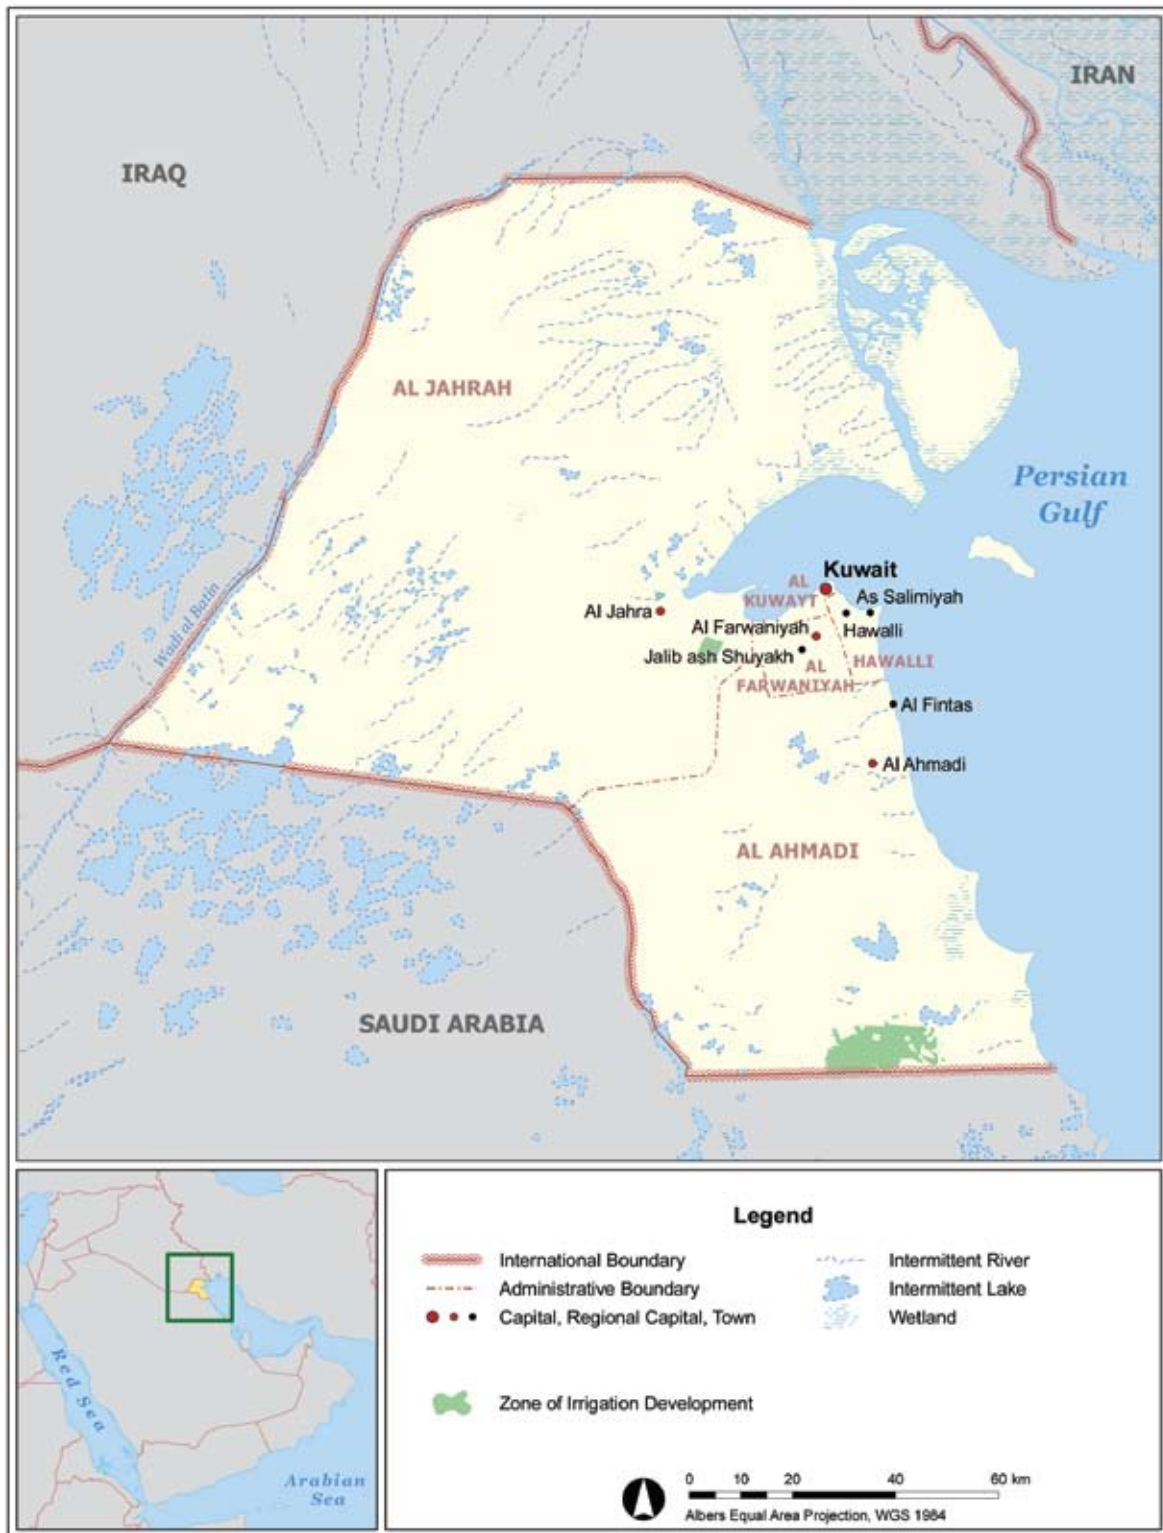 IRAN
IRAQ
AL JAHRAH
Persian
Gulf
Wadi al Batin
Kuwait
AL
KUWAYT
As Salimiyah
Al Jahra
Al Farwaniyah
Hawalli
Jalib ash Shuyakh
AL
FARWANIYAH
HAWALLI
Al Fintas
Al Ahmadi
AL AHMADI
SAUDI ARABIA
Red Sea
Arabian
Sea
Legend
International Boundary
Administrative Boundary
Capital, Regional Capital, Town
Zone of Irrigation Development
Intermittent River
Intermittent Lake
Wetland
0 10 20 40 60 km
Albers Equal Area Projection, WGS 1984